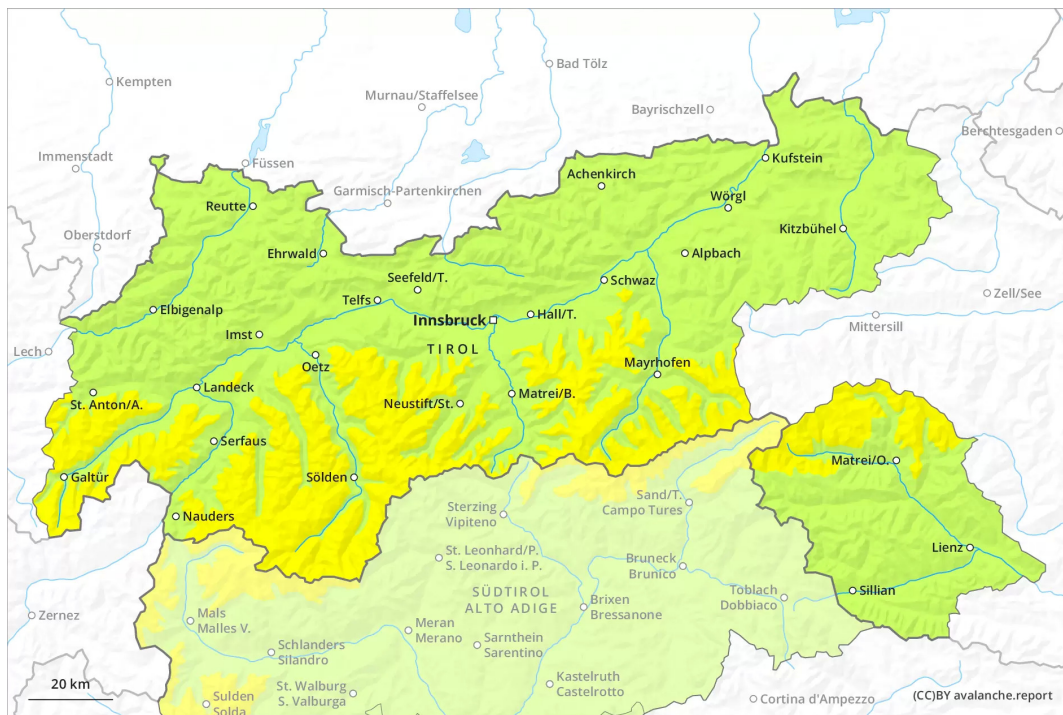 Kempten
Bad Tölz
Murnau/Staffelsee
Bayrischzell
Berchtesgaden
Immenstadt
Füssen
Kufstein
Achenkirch
Garmisch-Partenkirchen
Reutte
Wörgl
Oberstdorf
Kitzbühel
Ehrwald
Alpbach
Seefeld/T.
Schwaz
Zell/See
Telfs
Elbigenalp
Innsbruck
Hall/T.
Mittersill
Imst
TIROL
Lech
Oetz
Mayrhofen
Landeck
St. Anton/A.
Neustift/St.
Matrei/B.
Serfaus
Matrei/O.
Galtür
Sölden
Sand/T.
Campo Tures
Sterzing
Vipiteno
Nauders
Lienz
St. Leonhard/P.
S. Leonardo i. P.
Bruneck
Brunico
SÜDTIROL
ALTO ADIGE
Toblach
Dobbiaco
Sillian
Zernez
Mals
Malles V.
Brixen
Bressanone
Meran
Merano
Sarnthein
Sarentino
Schlanders
Silandro
20 km
St. Walburg
S. Valburga
Kastelruth
Castelrotto
Sulden
Solda
Cortina d'Ampezzo
(CC)BY avalanche.report